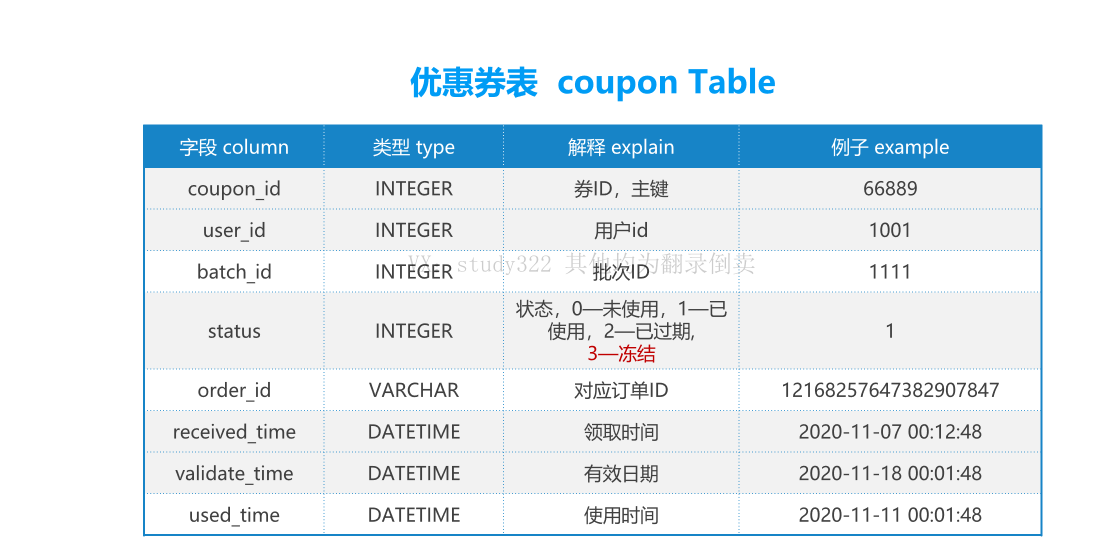 优惠券表 coupon Table
字段 column 类型 type 解释 explain 例子 example
coupon_id INTEGER 券ID，主键 66889
user_id INTEGER 用户id 1001
VX study322 其他均为翻录倒卖
batch_id INTEGER 批次ID 1111
状态，0—未使用，1—已
status INTEGER 使用，2—已过期, 1
3—冻结
order_id VARCHAR 对应订单ID 12168257647382907847
received_time DATETIME 领取时间 2020-11-07 00:12:48
validate_time DATETIME 有效日期 2020-11-18 00:01:48
used_time DATETIME 使用时间 2020-11-11 00:01:48